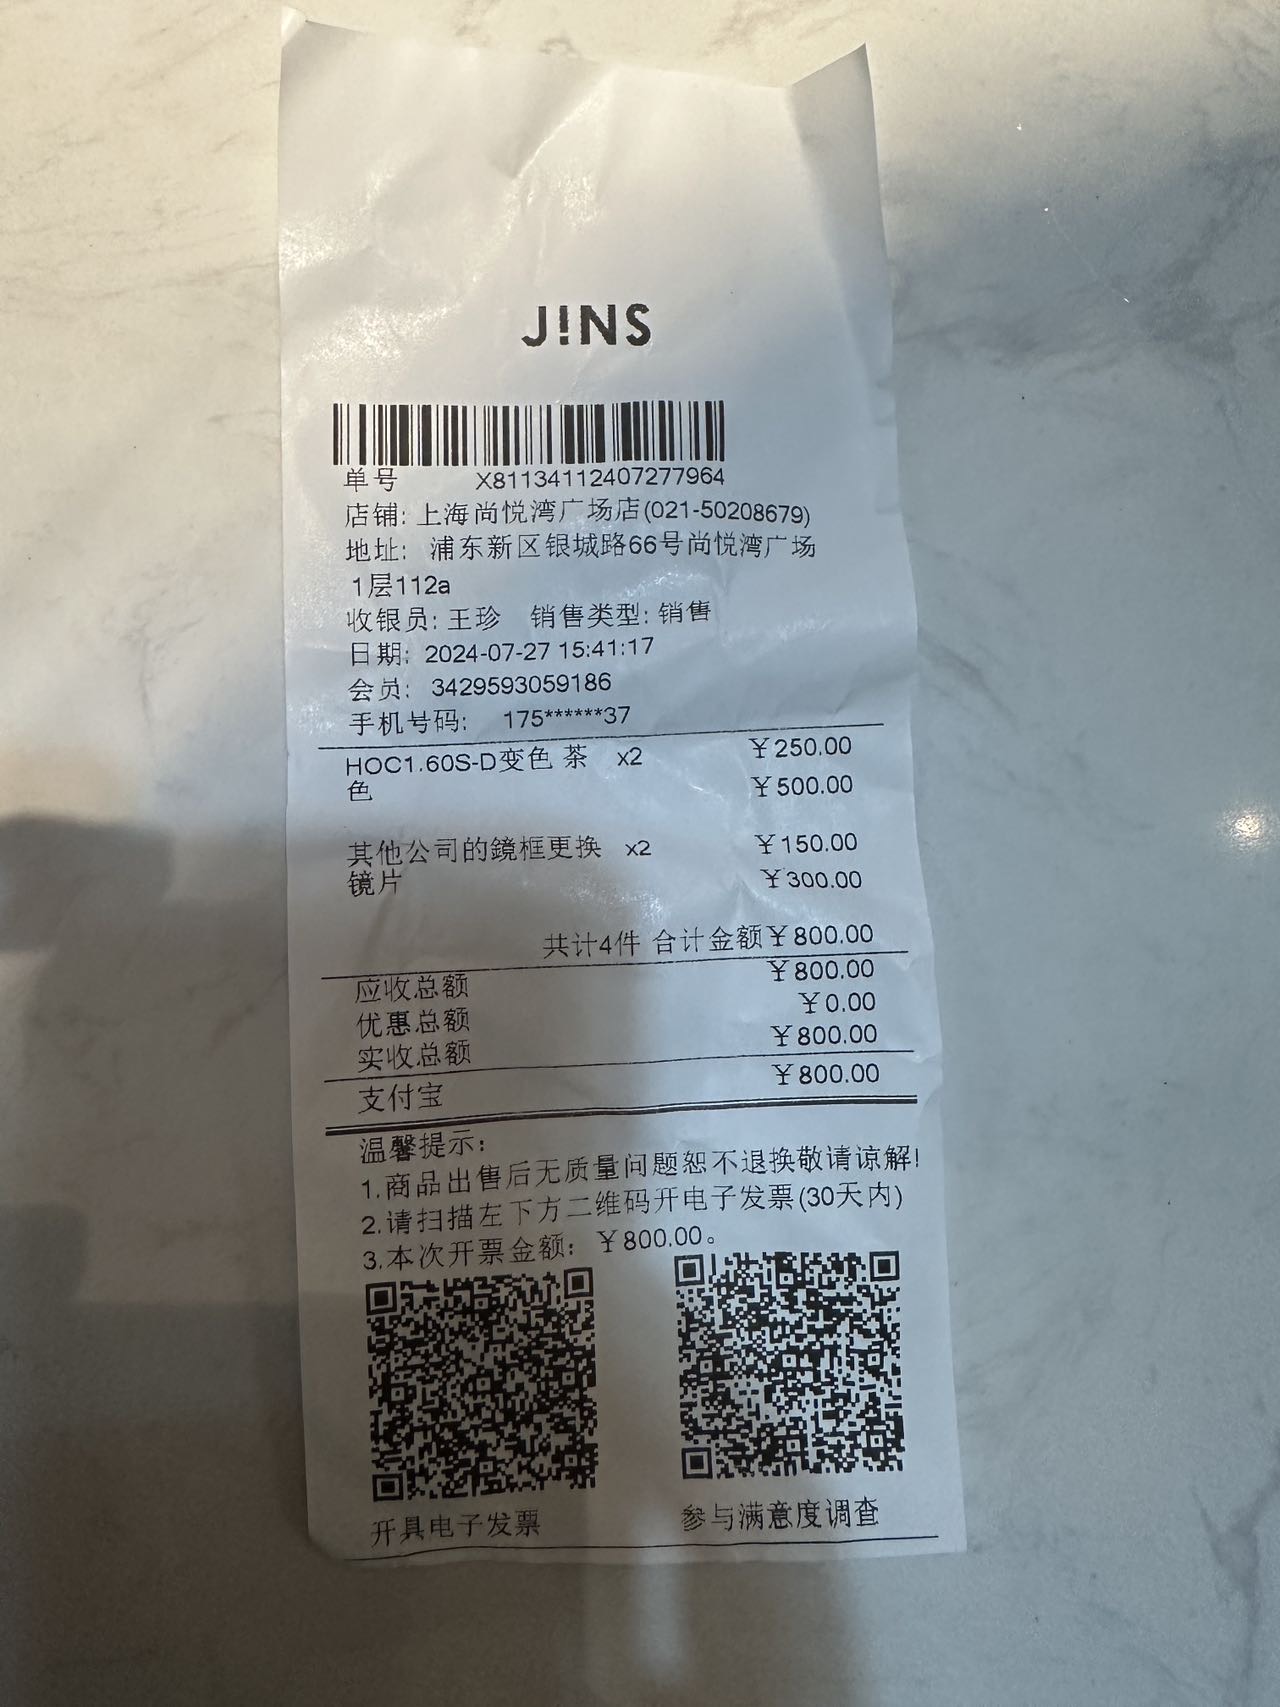 J!NS
单号 X811341112407277964
店铺: 上海尚悦湾广场店(021-50208679)
地址: 浦东新区银城路66号尚悦湾广场
1层112a
收银员: 王珍 销售类型: 销售
日期: 2024-07-27 15:41:17
会员: 3429593059186
手机号码: 175******37
HOC1.60S-D变色 茶 x2 ¥250.00
色 ¥500.00
其他公司的鏡框更换 x2 ¥150.00
镜片 ¥300.00
共计4件 合计金额¥800.00
应收总额 ¥800.00
优惠总额 ¥0.00
实收总额 ¥800.00
支付宝 ¥800.00
温馨提示:
1.商品出售后无质量问题恕不退换敬请谅解!
2.请扫描左下方二维码开电子发票(30天内)
3.本次开票金额: ¥800.00。
开具电子发票 参与满意度调查